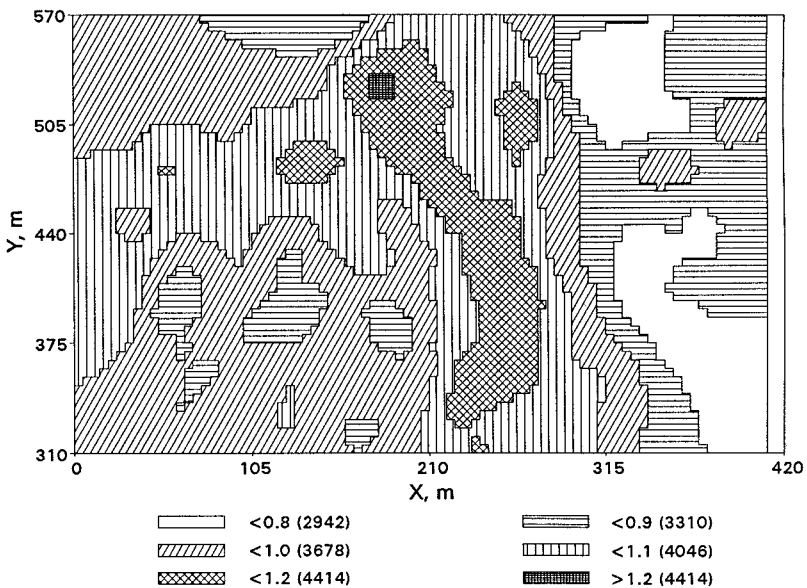 570
505
440
375
310
Y, m
0 105 210 315 420
X, m
<0.8 (2942) <0.9 (3310)
<1.0 (3678) <1.1 (4046)
<1.2 (4414) >1.2 (4414)